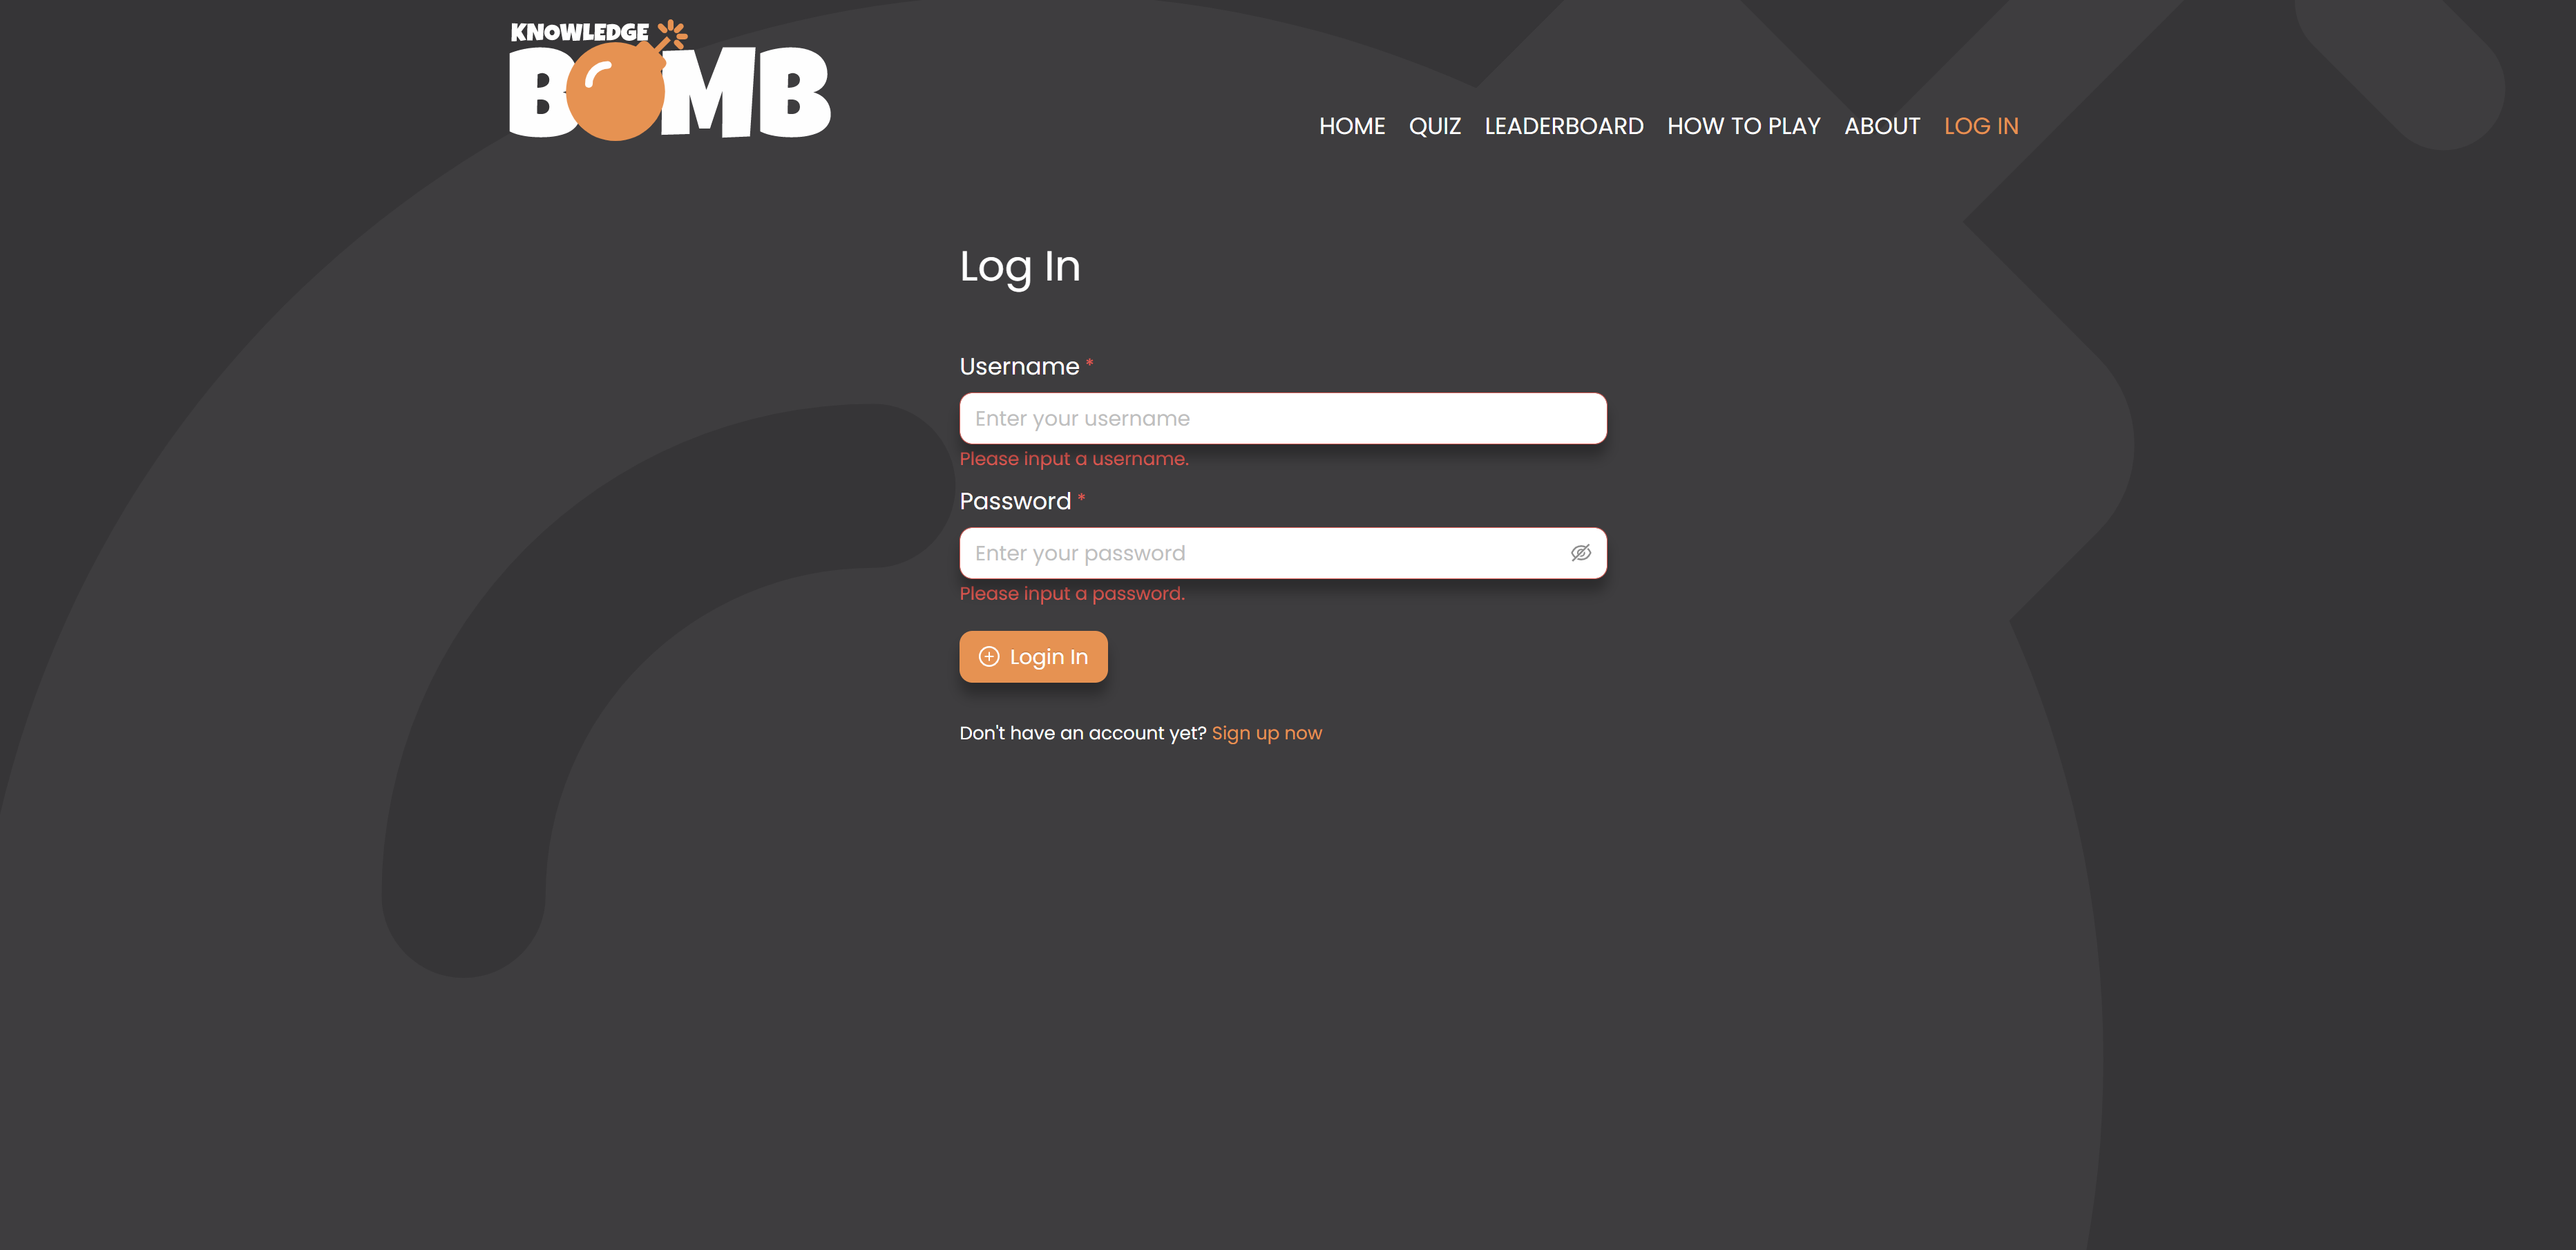 KNOWLEDGE
BOMB
HOME QUIZ LEADERBOARD HOW TO PLAY ABOUT LOG IN
Log In
Username *
Enter your username
Please input a username.
Password *
Enter your password
Please input a password.
Login In
Don't have an account yet? Sign up now